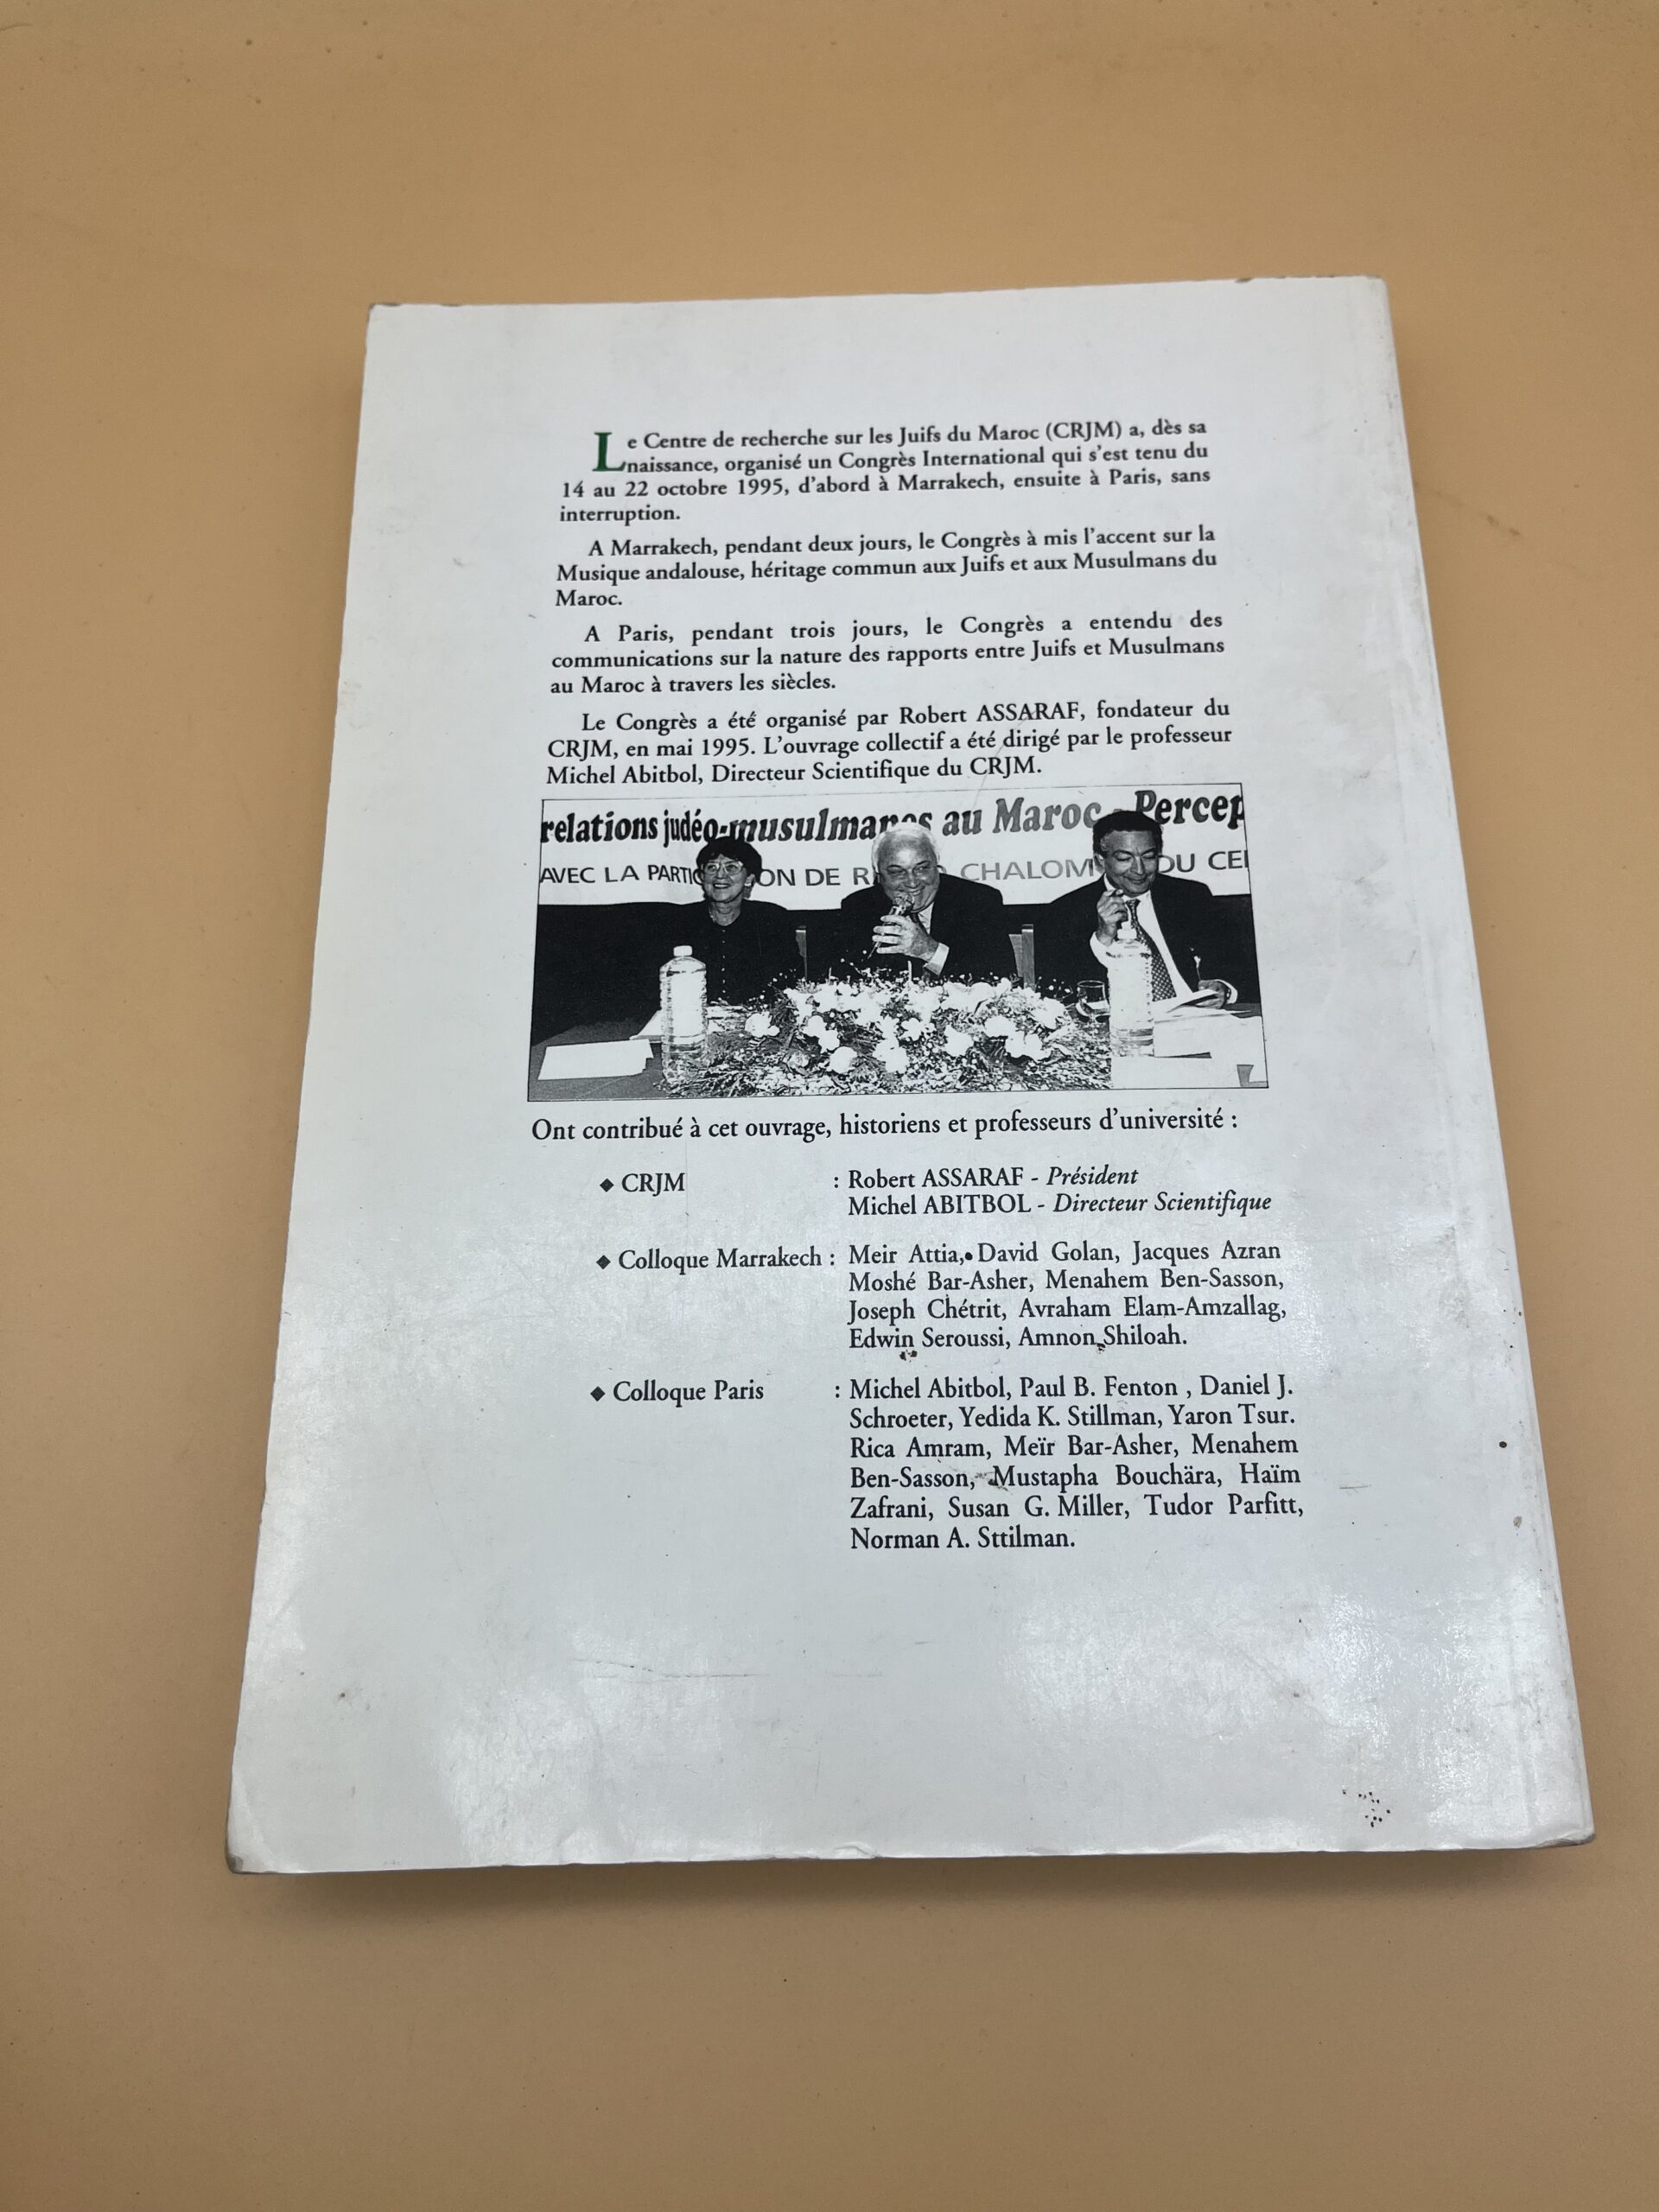 Le Centre de recherche sur les Juifs du Maroc (CRJM) a, dès sa
naissance, organisé un Congrès International qui s'est tenu du
14 au 22 octobre 1995, d'abord à Marrakech, ensuite à Paris, sans
interruption.
A Marrakech, pendant deux jours, le Congrès à mis l'accent sur la
Musique andalouse, héritage commun aux Juifs et aux Musulmans du
Maroc.
A Paris, pendant trois jours, le Congrès a entendu des
communications sur la nature des rapports entre Juifs et Musulmans
au Maroc à travers les siècles.
Le Congrès a été organisé par Robert ASSARAF, fondateur du
CRJM, en mai 1995. L'ouvrage collectif a été dirigé par le professeur
Michel Abitbol, Directeur Scientifique du CRJM.
relations judéo-musulmanes au Maroc - Percep
AVEC LA PARTIC ON DE R CHALOM DU CE
Ont contribué à cet ouvrage, historiens et professeurs d'université :
◆ CRJM : Robert ASSARAF - Président
Michel ABITBOL - Directeur Scientifique
◆ Colloque Marrakech : Meir Attia, David Golan, Jacques Azran
Moshé Bar-Asher, Menahem Ben-Sasson,
Joseph Chétrit, Avraham Elam-Amzallag,
Edwin Seroussi, Amnon Shiloah.
◆ Colloque Paris : Michel Abitbol, Paul B. Fenton , Daniel J.
Schroeter, Yedida K. Stillman, Yaron Tsur.
Rica Amram, Meïr Bar-Asher, Menahem
Ben-Sasson, Mustapha Bouchära, Haïm
Zafrani, Susan G. Miller, Tudor Parfitt,
Norman A. Sttilman.